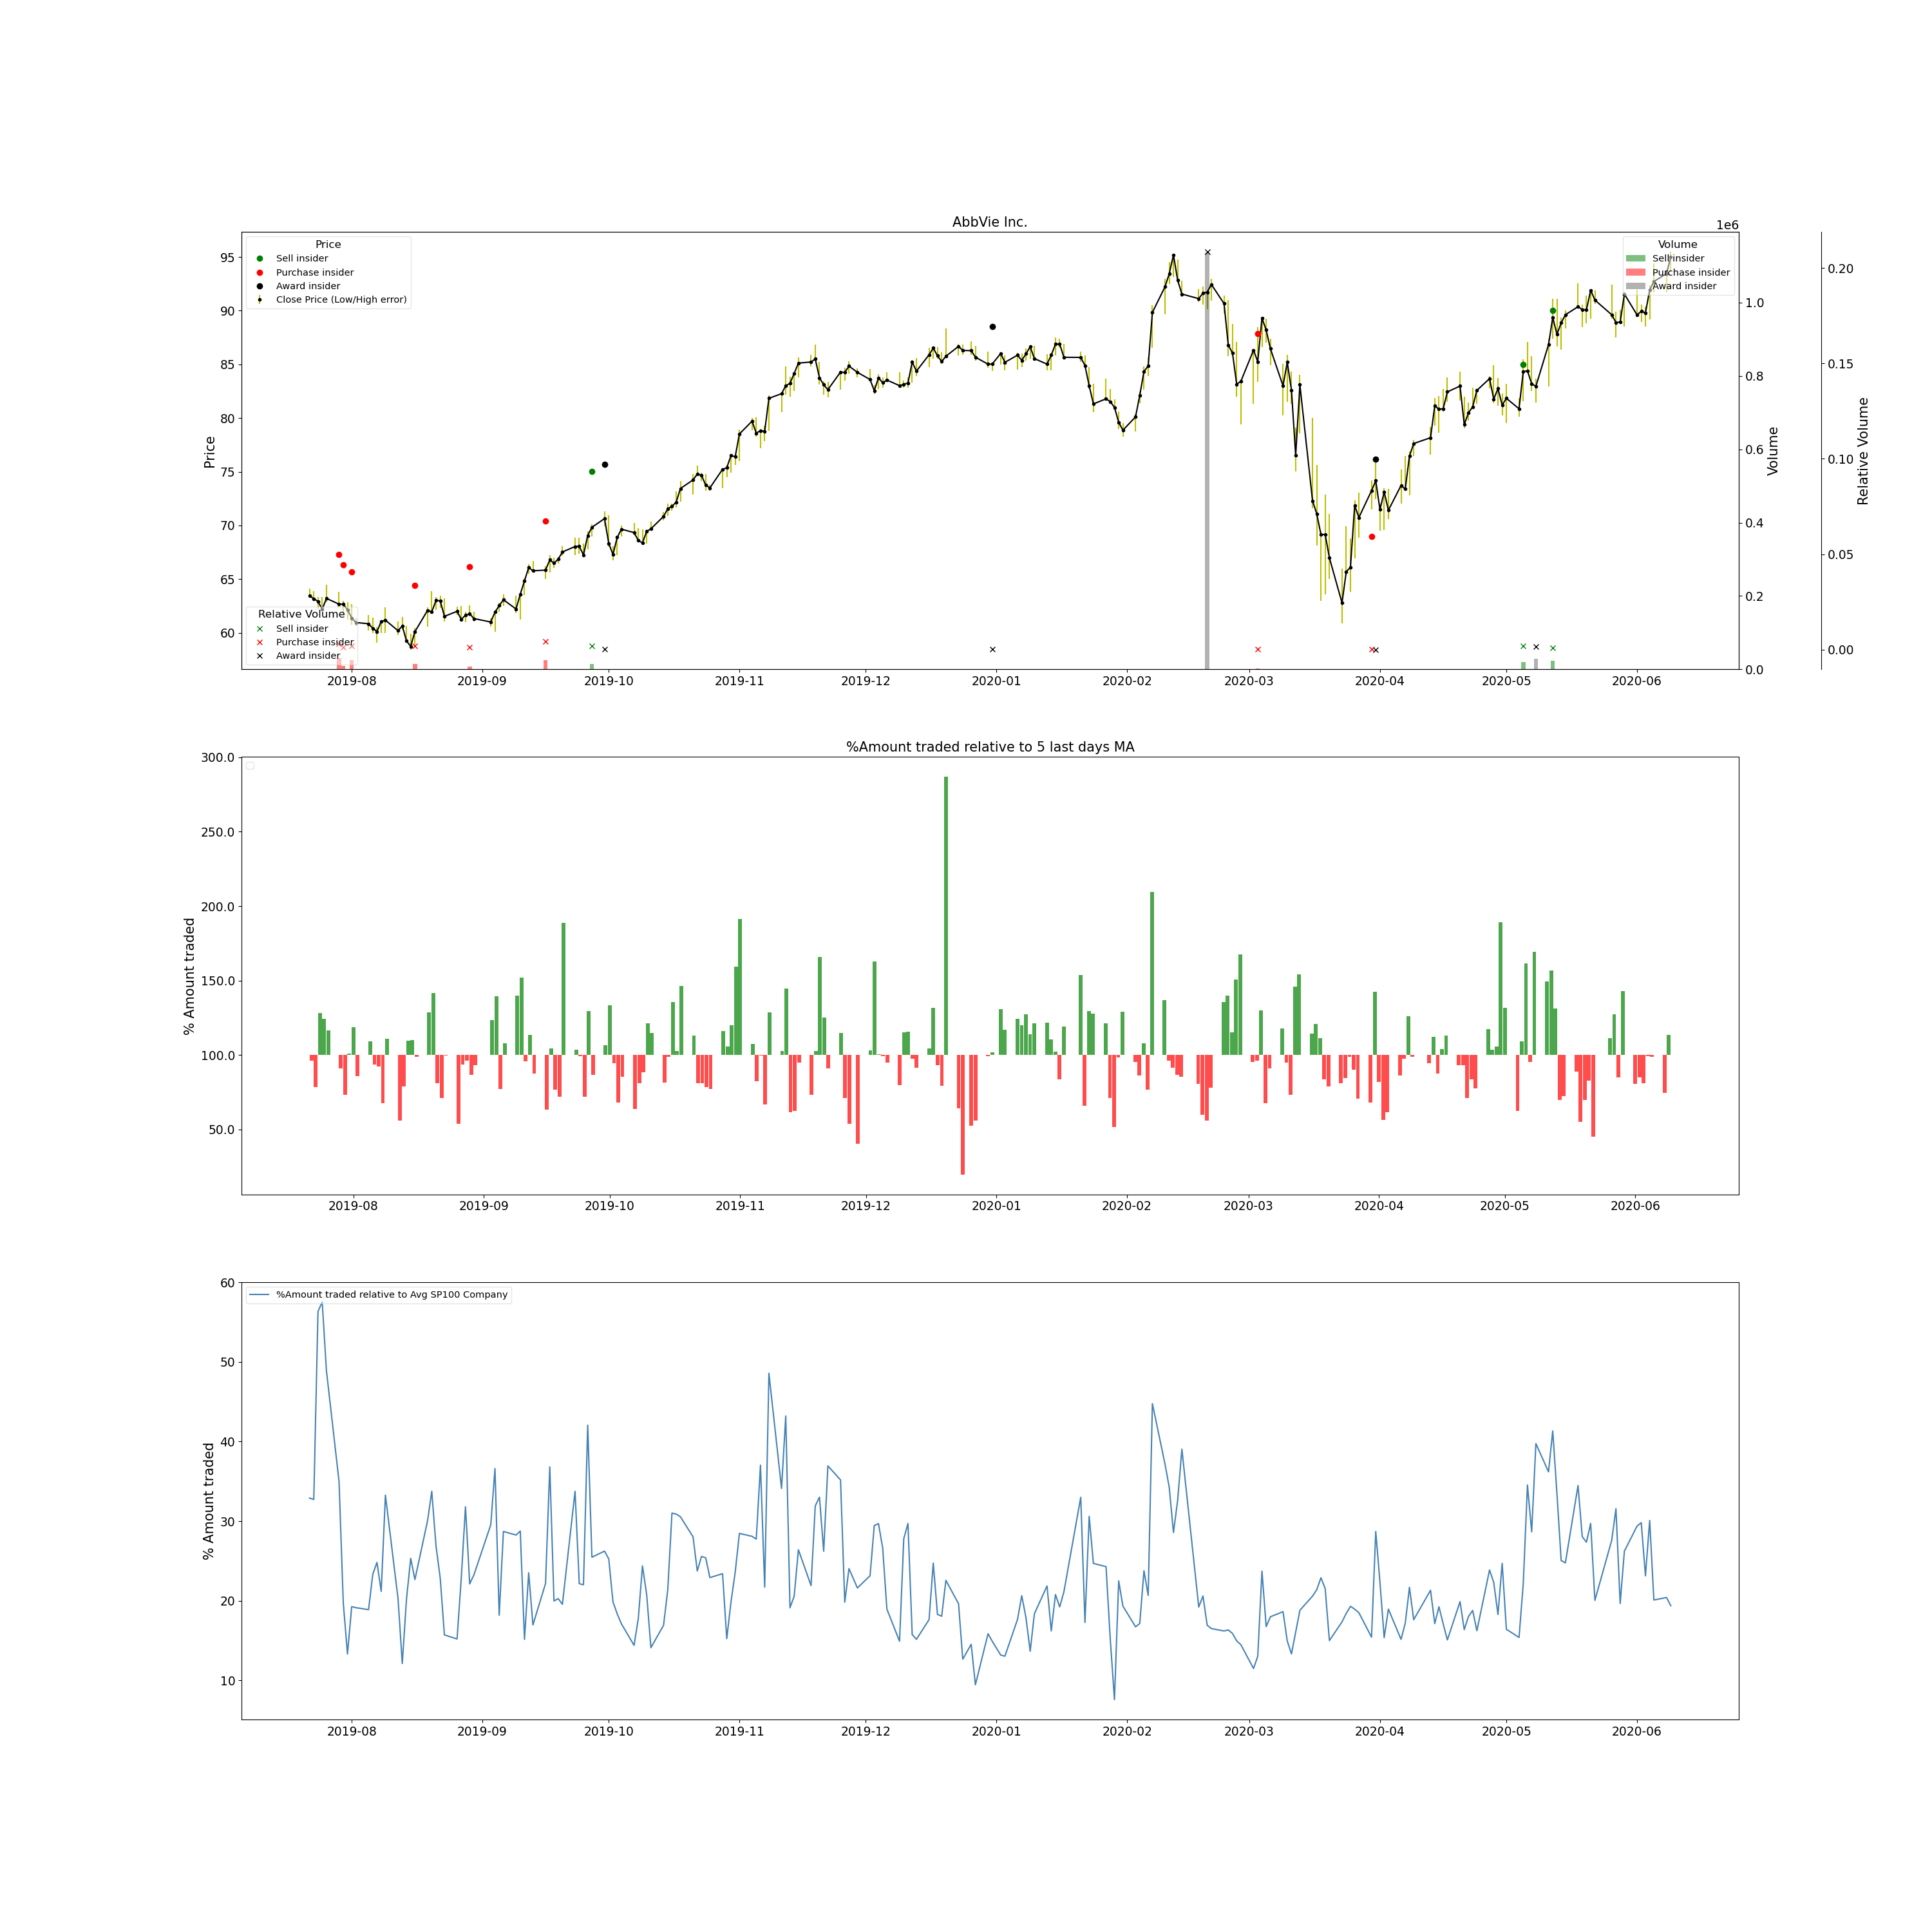 AbbVie Inc.
1e6
Price
Sell insider
Purchase insider
Award insider
Close Price (Low/High error)
Volume
Sell insider
Purchase insider
Award insider
Relative Volume
Sell insider
Purchase insider
Award insider
95
90
85
80
75
70
65
60
Price
1.0
0.8
0.6
0.4
0.2
0.0
Volume
0.20
0.15
0.10
0.05
0.00
Relative Volume
2019-08 2019-09 2019-10 2019-11 2019-12 2020-01 2020-02 2020-03 2020-04 2020-05 2020-06
%Amount traded relative to 5 last days MA
300.0
250.0
200.0
150.0
100.0
50.0
% Amount traded
2019-08 2019-09 2019-10 2019-11 2019-12 2020-01 2020-02 2020-03 2020-04 2020-05 2020-06
%Amount traded relative to Avg SP100 Company
60
50
40
30
20
10
% Amount traded
2019-08 2019-09 2019-10 2019-11 2019-12 2020-01 2020-02 2020-03 2020-04 2020-05 2020-06